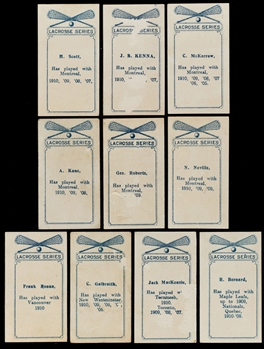 LACROSSE SERIES
H. Scott,
Has played with
Montreal,
1910, '09, '08, '07,
LACROSSE SERIES
J. B. KENNA,
Has played with
Montreal,
1910, '07,
LACROSSE SERIES
C. McKerrow,
Has played with
Montreal,
1910, '09, '08, '07
'06, '05.
LACROSSE SERIES
A. Kane,
Has played with
Montreal,
1910, '09, '08,
LACROSSE SERIES
Geo. Roberts,
Has played with
Montreal,
'09
LACROSSE SERIES
N. Neville,
Has played with
Montreal,
1910, '09, '08,
LACROSSE SERIES
Frank Ronan,
Has played with
Vancouver
1910
LACROSSE SERIES
C. Galbraith,
Has played with
New Westminster,
1910, '09, '08,
LACROSSE SERIES
Jack MacKenzie,
Has played
Tecumseh,
1910,
Toronto,
1909, '08, '07,
LACROSSE SERIES
B. Bernard,
Has played with
Maple Leafs,
up to 1909,
Nationals,
Quebec,
1910-09